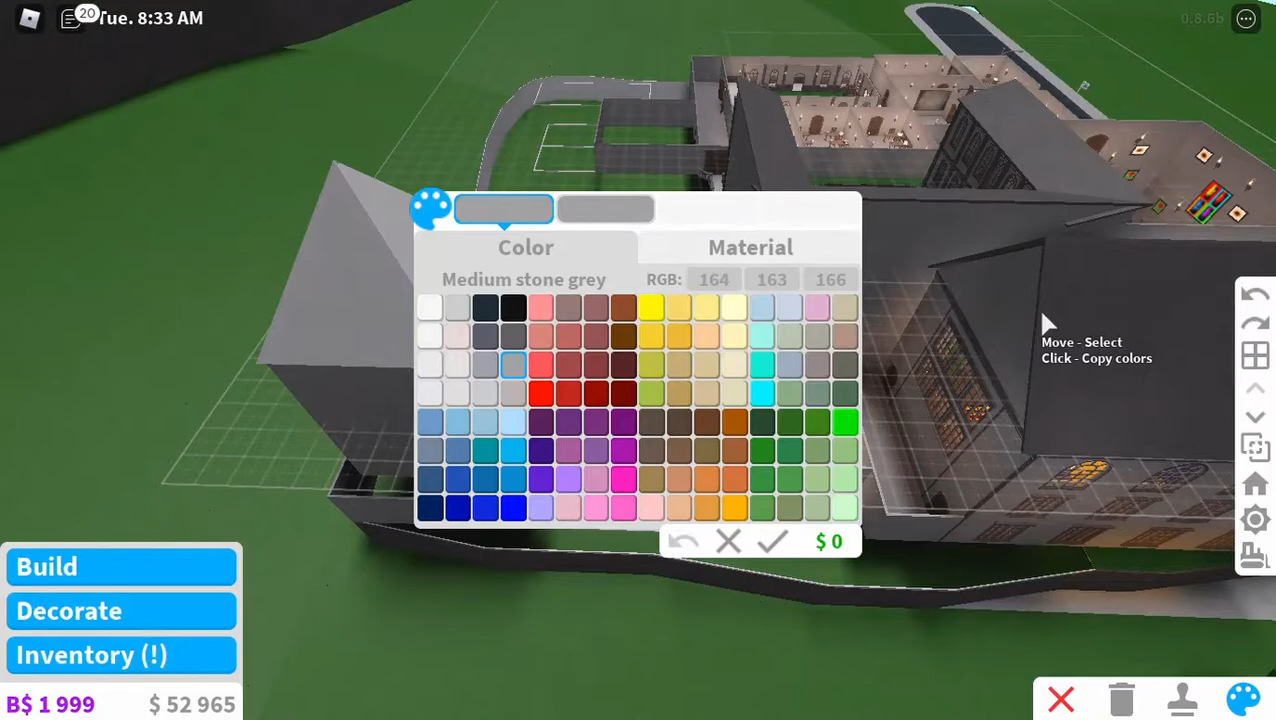 20
Tue. 8:33 AM
0.8.6b
Color
Material
Medium stone grey
RGB: 164 163 166
Move - Select
Click - Copy colors
$ 0
Build
Decorate
Inventory (!)
B$ 1 999
$ 52 965